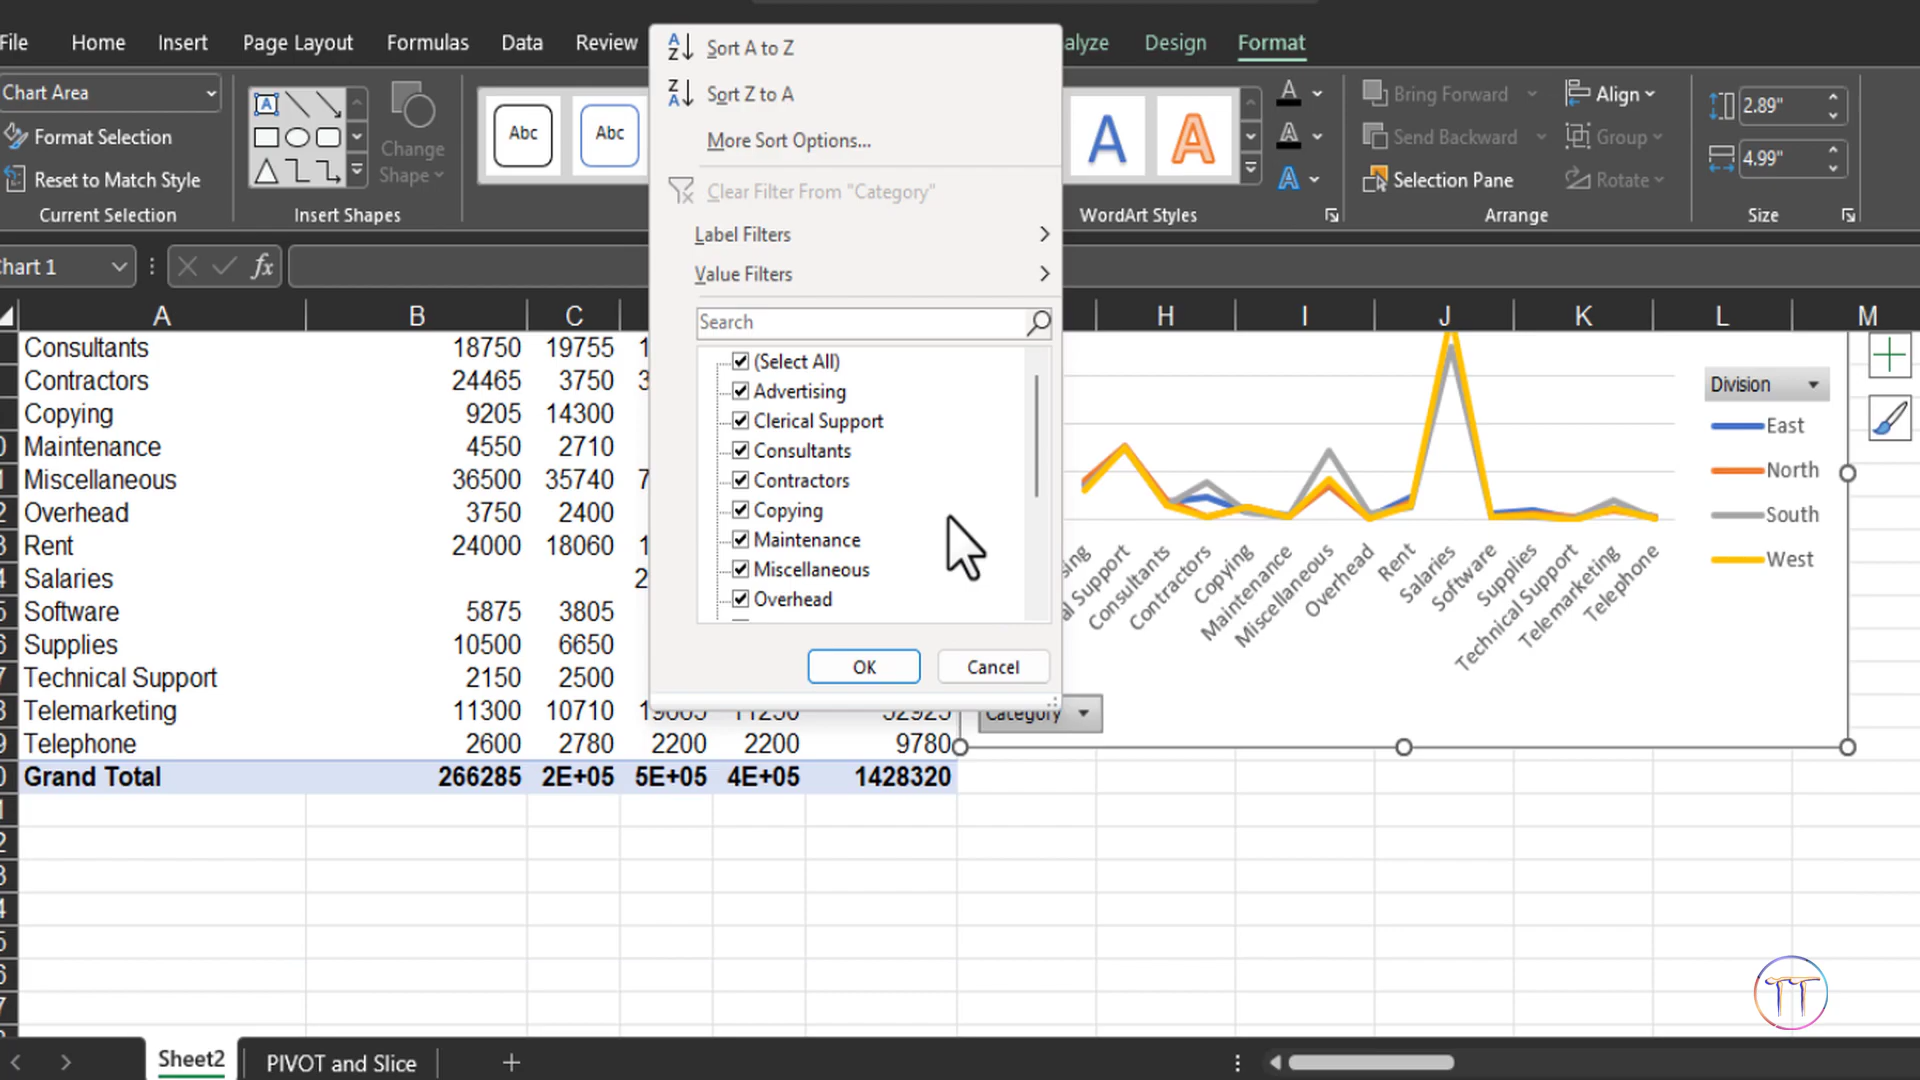 File Home Insert Page Layout Formulas Data Review Design Format
Chart Area
Format Selection
Reset to Match Style
Current Selection
Change
Shape
Insert Shapes
Abc Abc
WordArt Styles
Bring Forward
Send Backward
Selection Pane
Align
Group
Rotate
Arrange
2.89"
4.99"
Size
Sort A to Z
Sort Z to A
More Sort Options...
Clear Filter From "Category"
Label Filters
Value Filters
Search
(Select All)
Advertising
Clerical Support
Consultants
Contractors
Copying
Maintenance
Miscellaneous
Overhead
OK Cancel
fx
A B C H I J K L M
Consultants 18750 19755
Contractors 24465 3750
Copying 9205 14300
Maintenance 4550 2710
Miscellaneous 36500 35740
Overhead 3750 2400
Rent 24000 18060
Salaries
Software 5875 3805
Supplies 10500 6650
Technical Support 2150 2500
Telemarketing 11300 10710
Telephone 2600 2780 2200 2200 9780
Grand Total 266285 2E+05 5E+05 4E+05 1428320
Division
East
North
South
West
Consultants
Contractors
Copying
Maintenance
Miscellaneous
Overhead
Rent
Salaries
Software
Supplies
Technical Support
Telemarketing
Telephone
Category
Sheet2 PIVOT and Slice